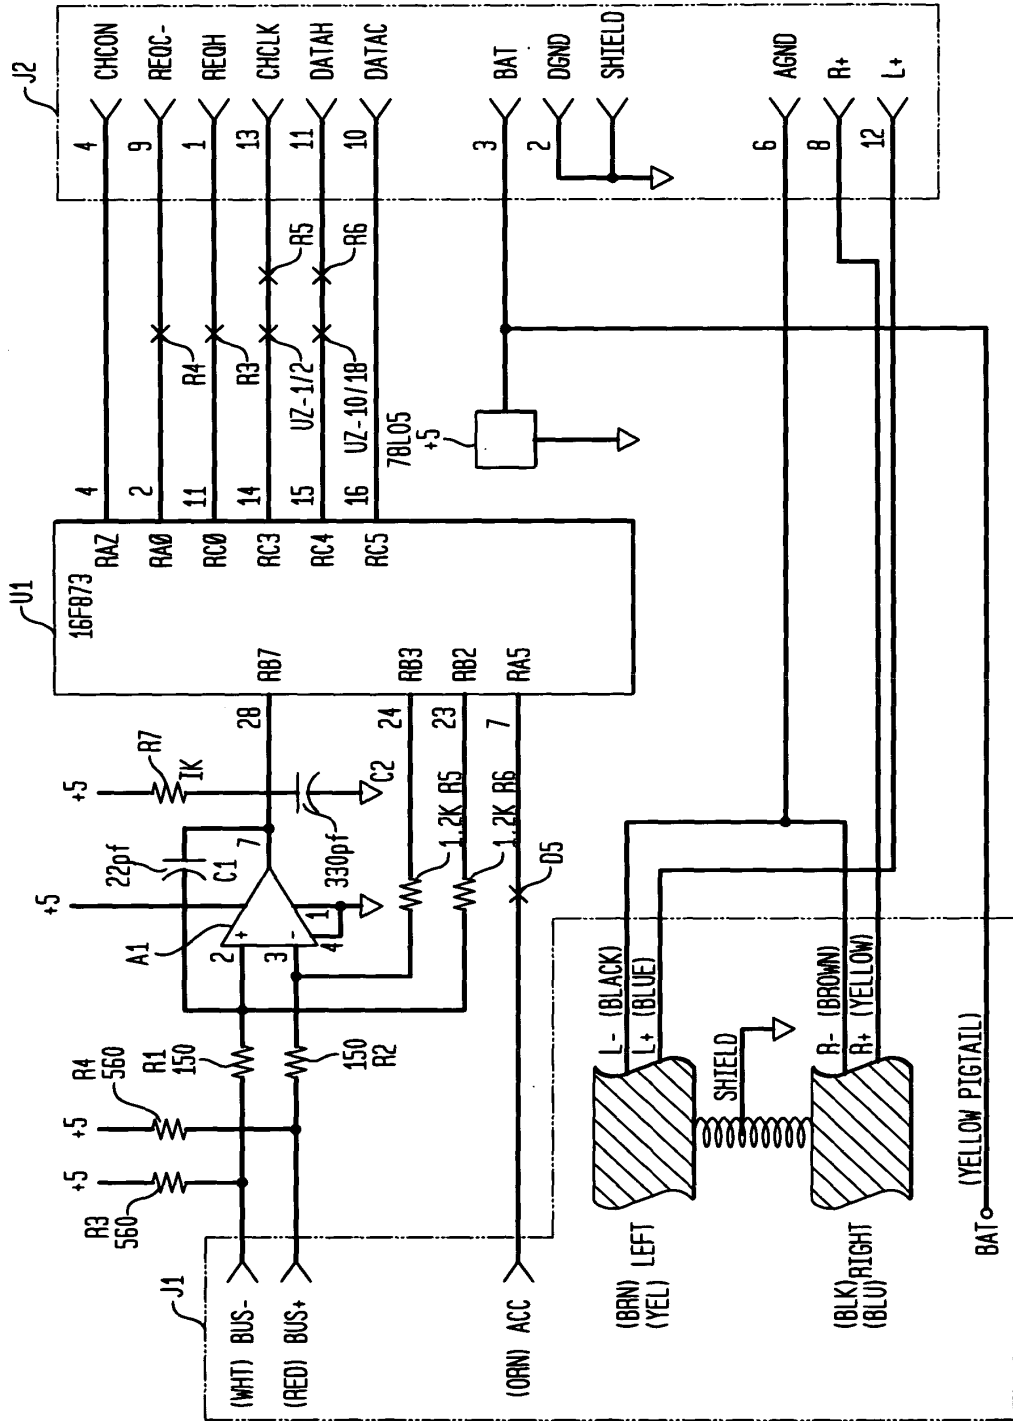 J1
(WHT) BUS-
(RED) BUS+
(ORN) ACC
R3
560
+5
R4
560
+5
R1
150
150
R2
A1
2
3
+
-
4
1
7
+5
22pf
C1
330pf
C2
+5
R7
1K
1.2K R5
1.2K R6
D5
28
24
23
7
U1
16F873
RB7
RB3
RB2
RA5
RAZ
RA0
RC0
RC3
RC4
RC5
4
2
11
14
15
16
R4
R3
UZ-1/2
UZ-10/18
R5
R6
78L05
+5
J2
4
CHCON
9
REQC-
1
REQH
13
CHCLK
11
DATAH
10
DATAC
3
BAT
2
DGND
SHIELD
6
AGND
8
R+
12
L+
(BRN) LEFT
(YEL)
L- (BLACK)
L+ (BLUE)
SHIELD
(BLK) RIGHT
(BLU)
R- (BROWN)
R+ (YELLOW)
BAT
(YELLOW PIGTAIL)